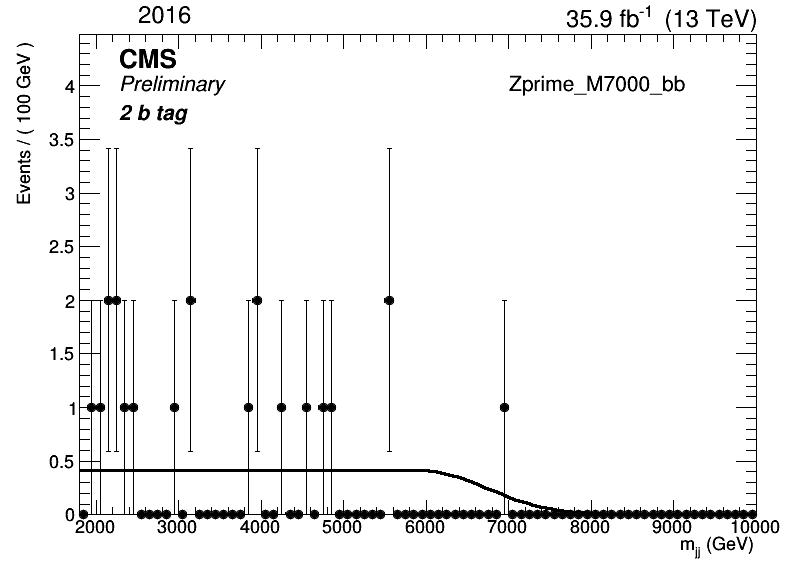 2016
35.9 fb-1 (13 TeV)
CMS
Preliminary
2 b tag
Zprime_M7000_bb
Events / ( 100 GeV )
4
3.5
3
2.5
2
1.5
1
0.5
0
2000 3000 4000 5000 6000 7000 8000 9000 10000
mjj (GeV)